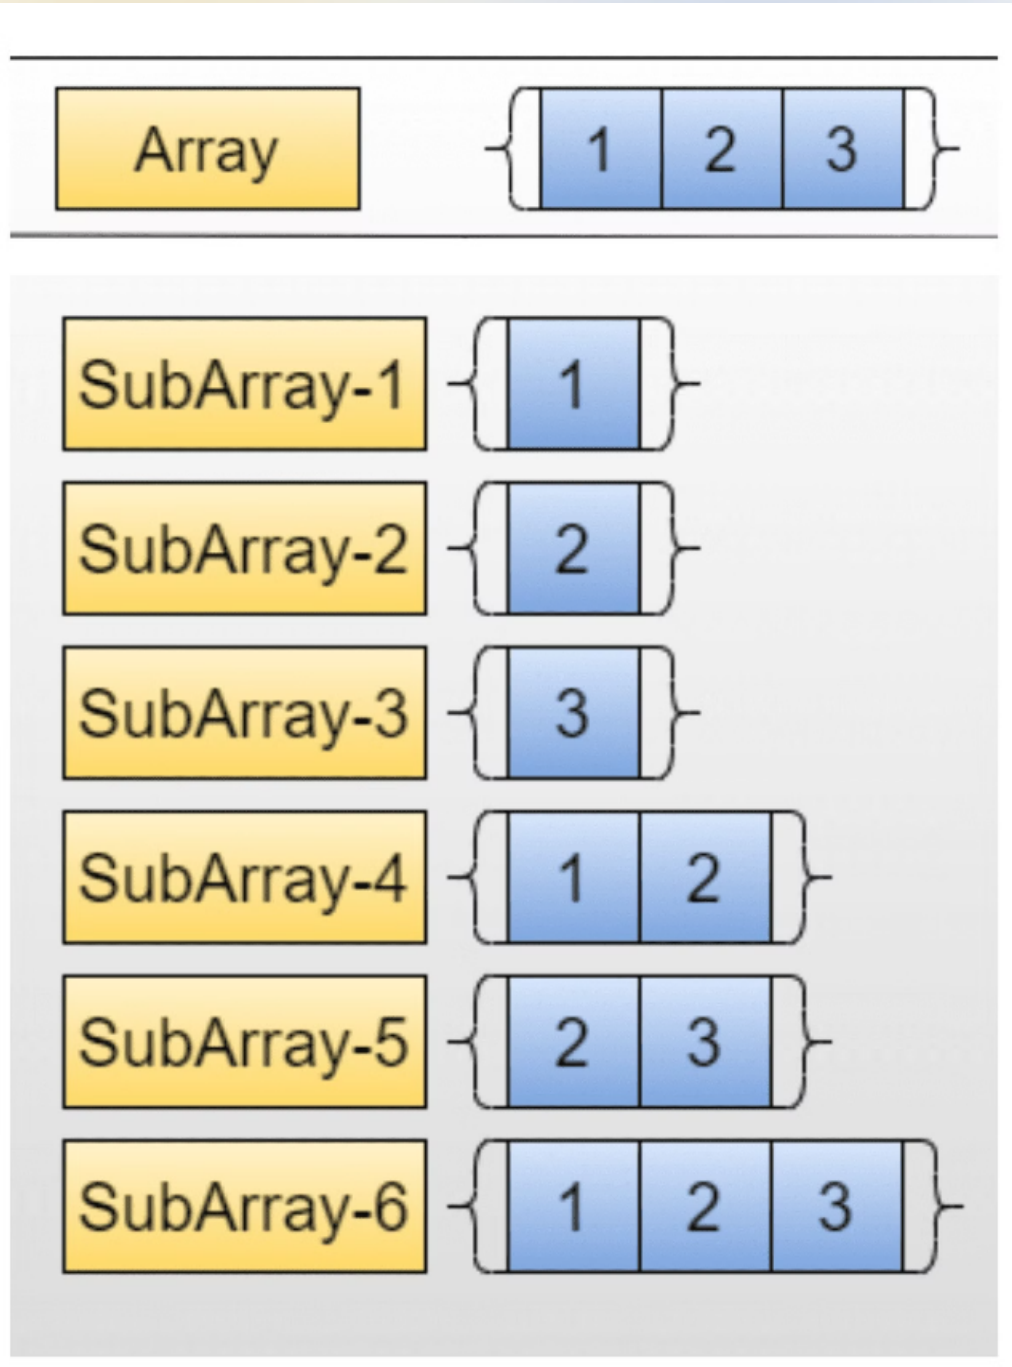 Array 1 2 3
SubArray-1 1
SubArray-2 2
SubArray-3 3
SubArray-4 1 2
SubArray-5 2 3
SubArray-6 1 2 3